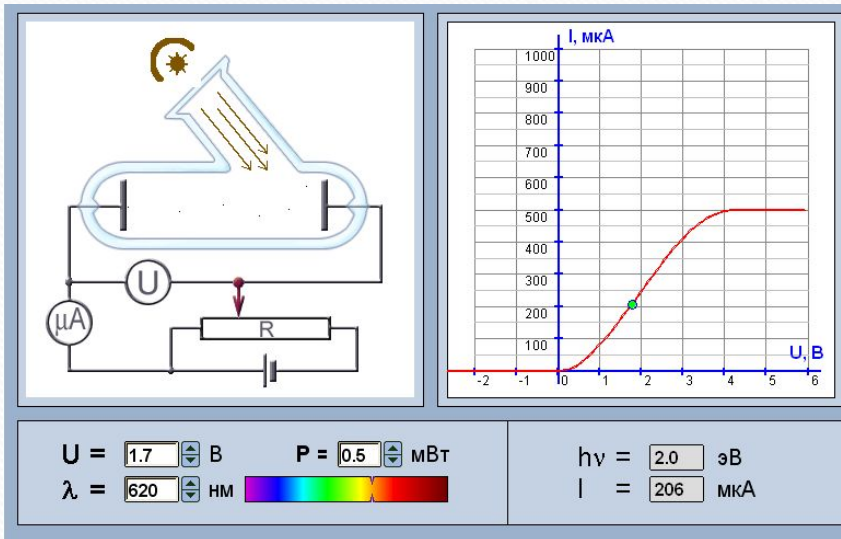 U
μA
R
I, мкА
1000
900
800
700
600
500
400
300
200
100
U, В
-2 -1 0 1 2 3 4 5 6
U = 1.7 В P = 0.5 мВт
λ = 620 нм
hν = 2.0 эВ
I = 206 мкА